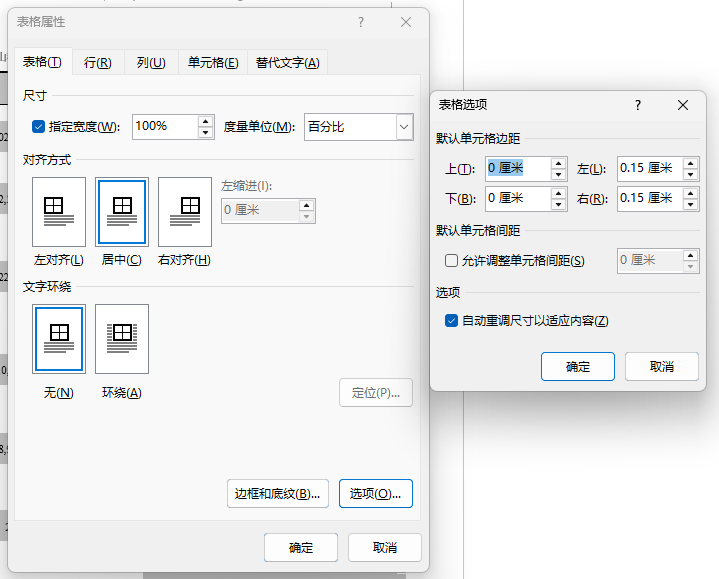 表格属性
表格(T) 行(R) 列(U) 单元格(E) 替代文字(A)
尺寸
指定宽度(W): 100% 度量单位(M): 百分比
对齐方式
左缩进(I):
0 厘米
左对齐(L) 居中(C) 右对齐(H)
文字环绕
无(N) 环绕(A)
定位(P)...
边框和底纹(B)... 选项(O)...
确定 取消
表格选项
默认单元格边距
上(T): 0 厘米 左(L): 0.15 厘米
下(B): 0 厘米 右(R): 0.15 厘米
默认单元格间距
允许调整单元格间距(S) 0 厘米
选项
自动重调尺寸以适应内容(Z)
确定 取消